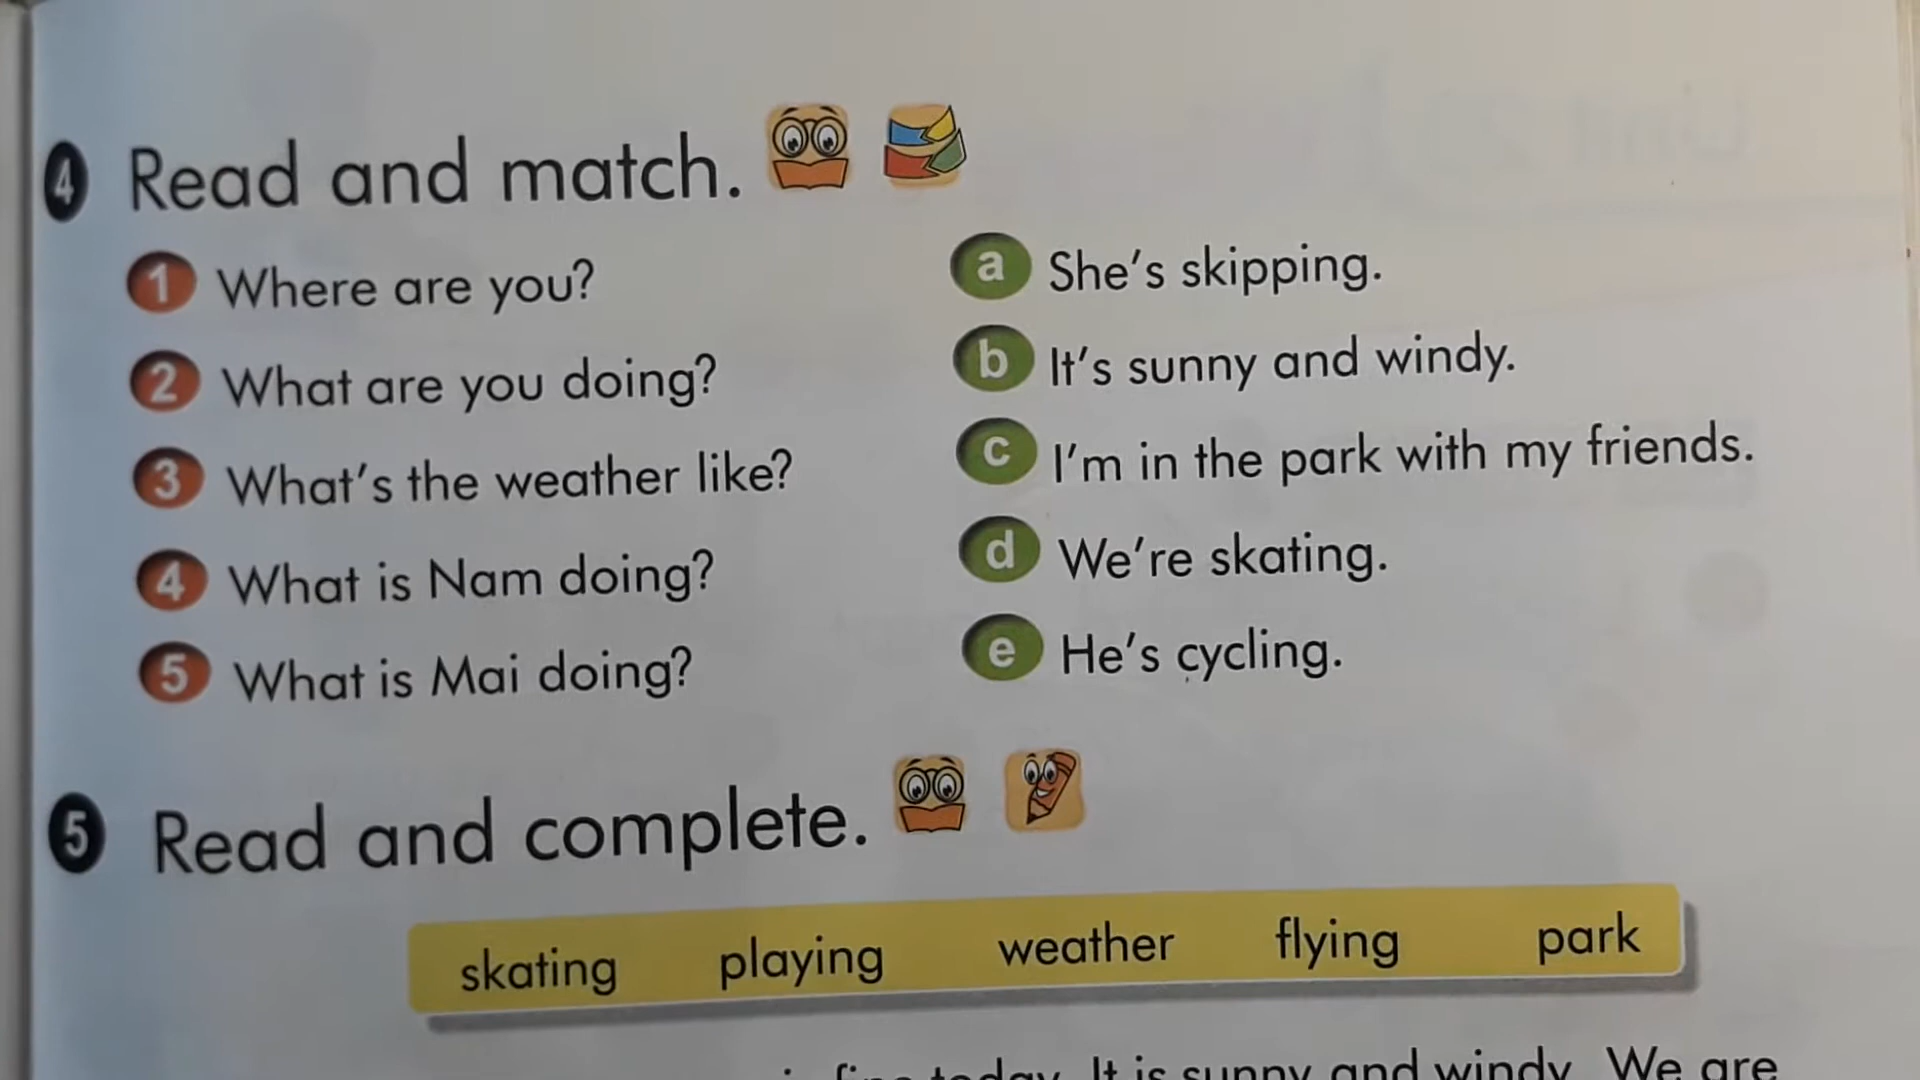 4 Read and match.
1 Where are you?
2 What are you doing?
3 What's the weather like?
4 What is Nam doing?
5 What is Mai doing?
a She's skipping.
b It's sunny and windy.
c I'm in the park with my friends.
d We're skating.
e He's cycling.
5 Read and complete.
skating playing weather flying park
fine today. It is sunny and windy. We are